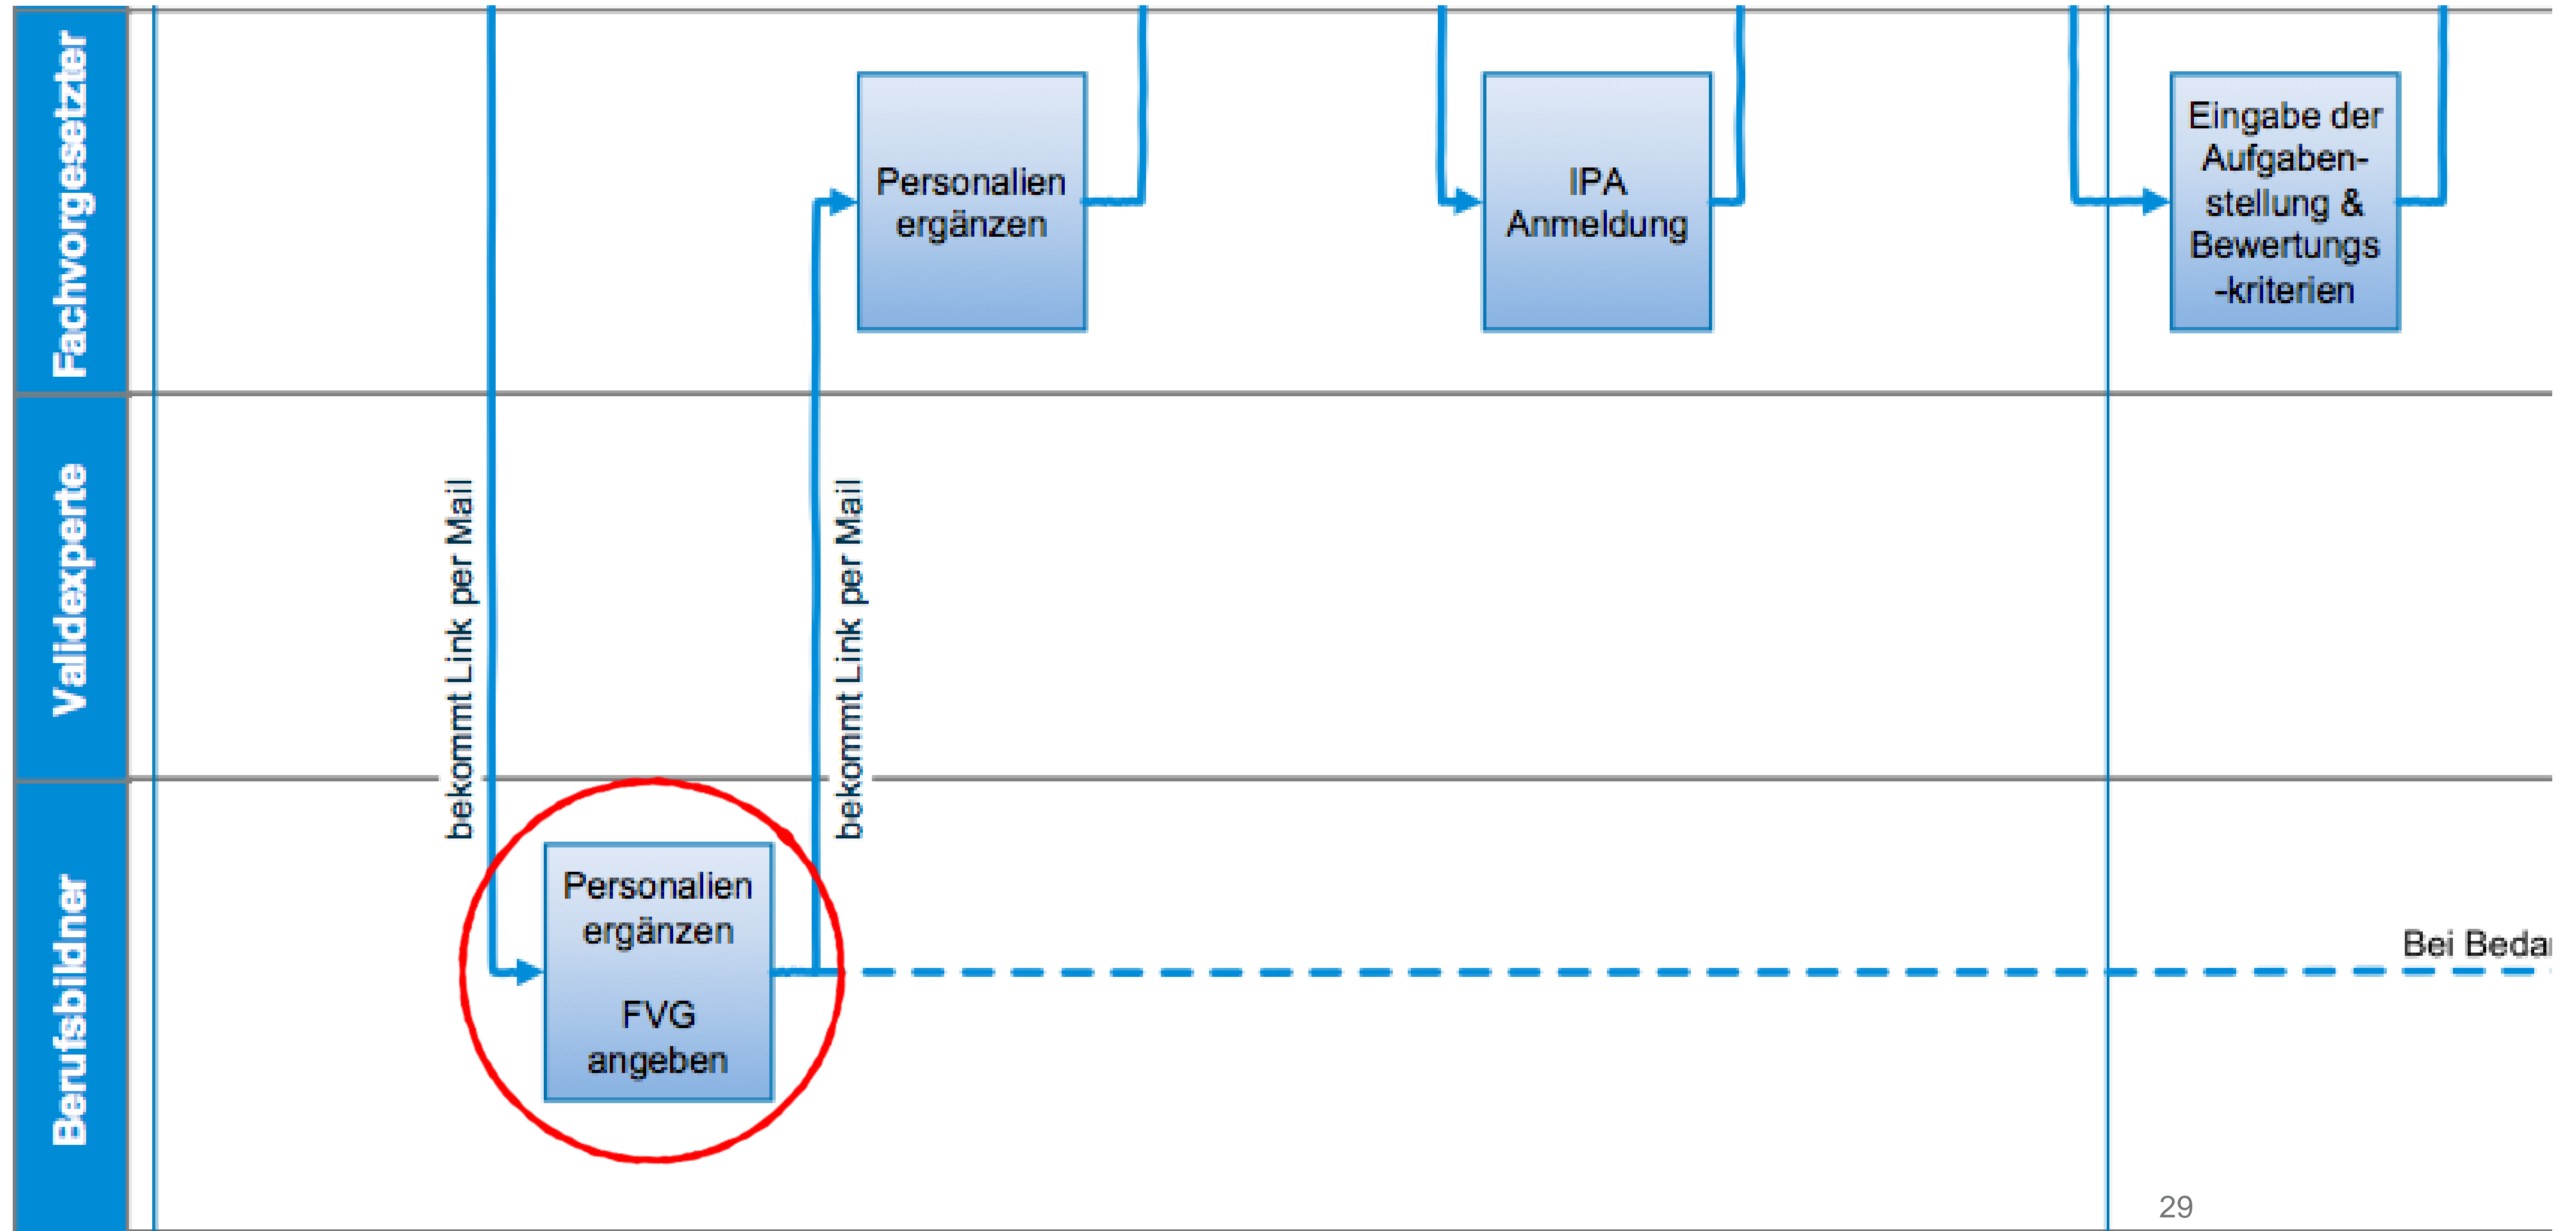 Fachvorgesetzter
Personalien
ergänzen
IPA
Anmeldung
Eingabe der
Aufgaben-
stellung &
Bewertungs
-kriterien
Validexperte
bekommt Link per Mail
bekommt Link per Mail
Berufsbildner
Personalien
ergänzen
FVG
angeben
Bei
29